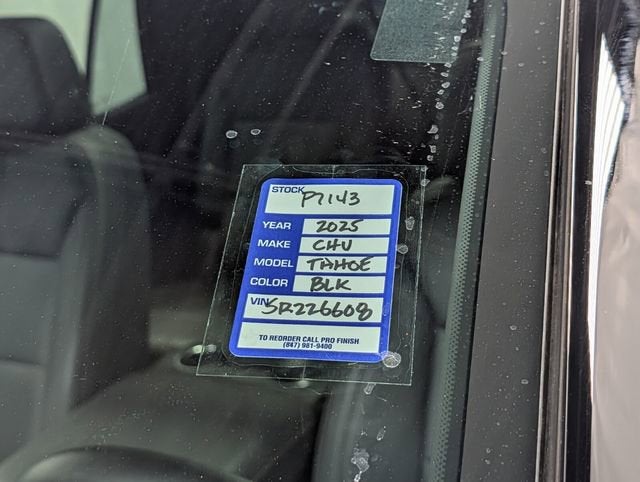 STOCK P7143
YEAR 2025
MAKE CHV
MODEL TAHOE
COLOR BLK
VIN SR226608
TO REORDER CALL PRO FINISH
(847) 981-9400